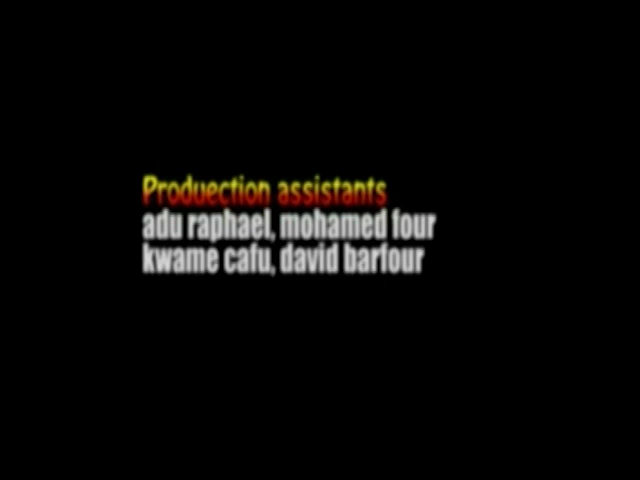 Produection assistants
adu raphael, mohamed four
kwame cafu, david barfour